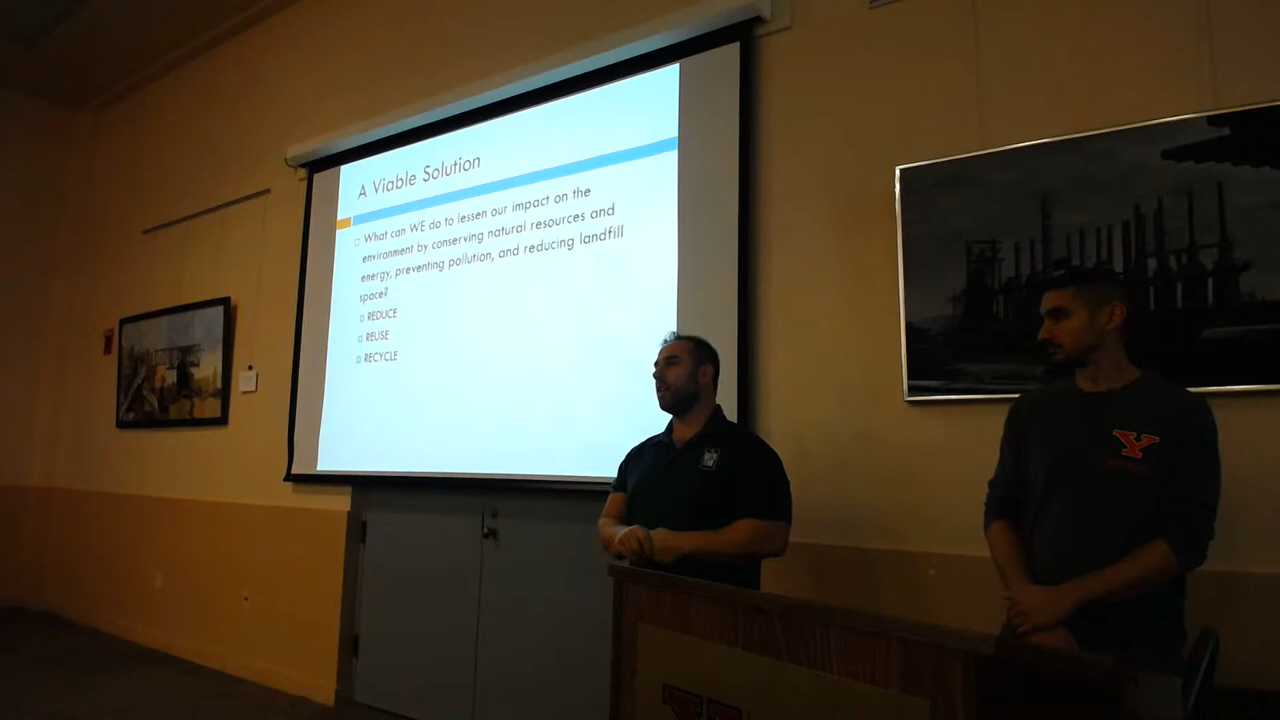 A Viable Solution
What can WE do to lessen our impact on the
environment by conserving natural resources and
energy, preventing pollution, and reducing landfill
space?
REDUCE
REUSE
RECYCLE
Y